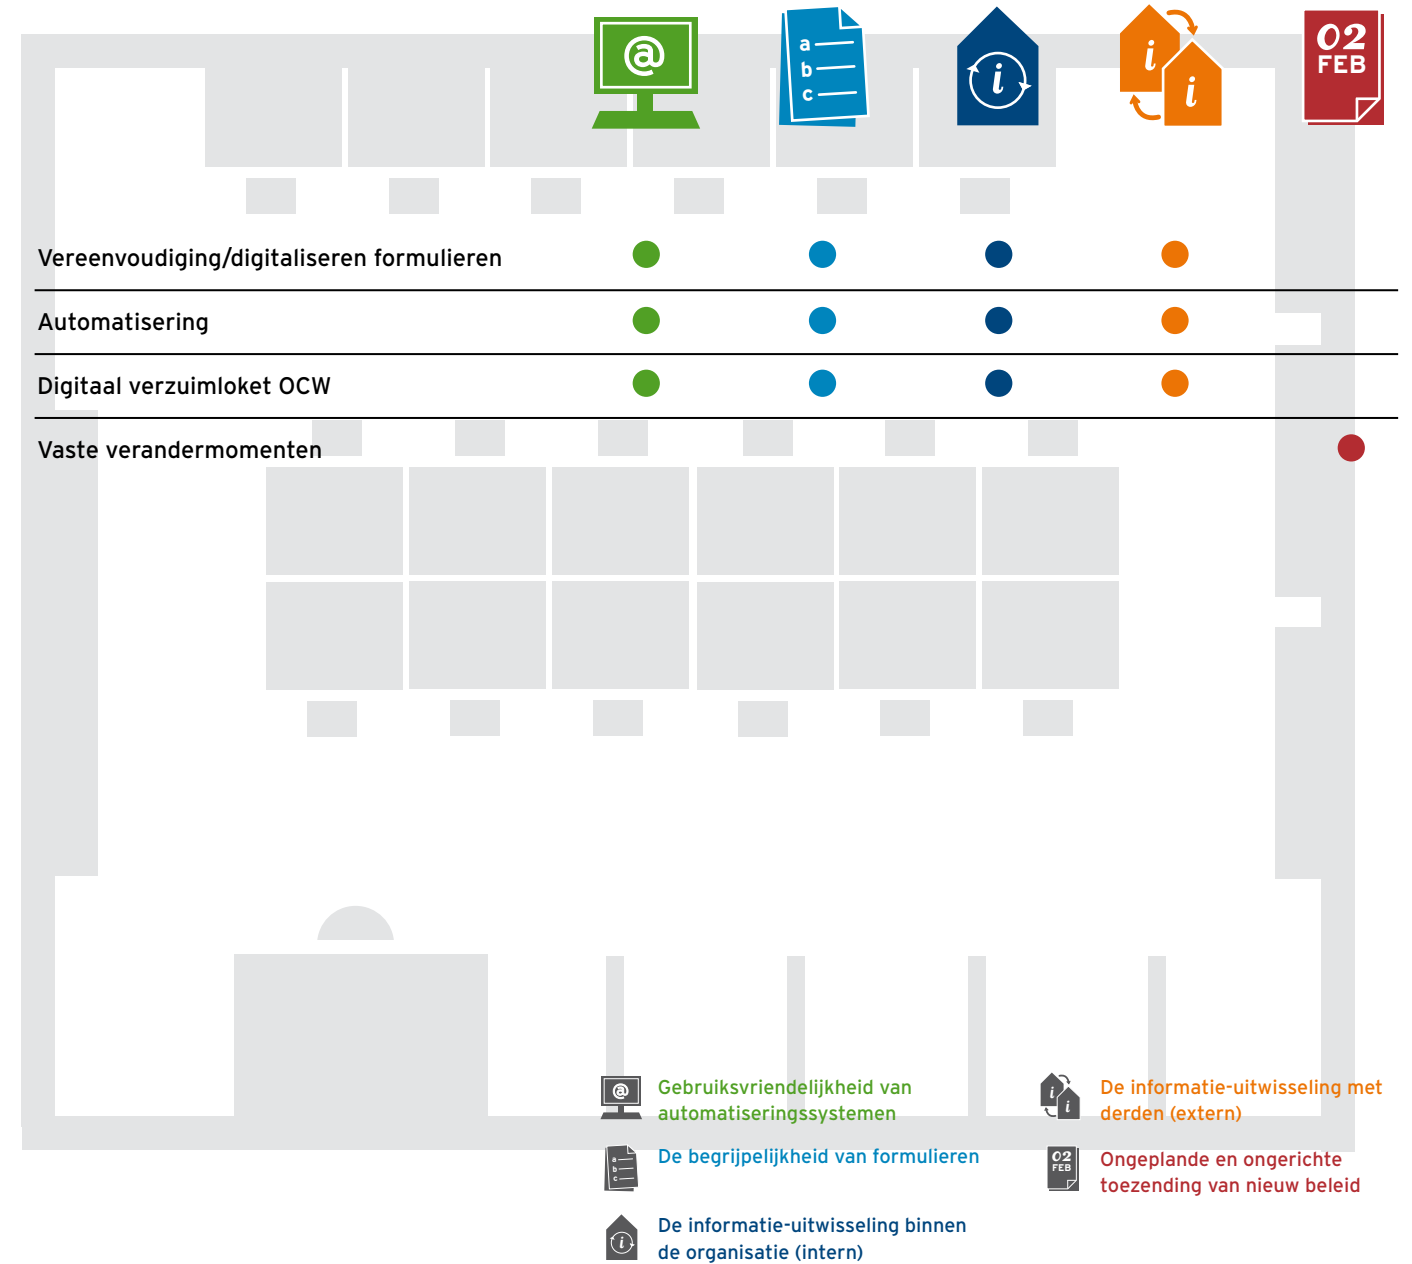 @
a
b
c
i
i
i
02
FEB
Vereenvoudiging/digitaliseren formulieren
Automatisering
Digitaal verzuimloket OCW
Vaste verandermomenten
@
Gebruiksvriendelijkheid van
automatiseringssystemen
a
b
c
De begrijpelijkheid van formulieren
i
De informatie-uitwisseling binnen
de organisatie (intern)
i
i
De informatie-uitwisseling met
derden (extern)
02
FEB
Ongeplande en ongerichte
toezending van nieuw beleid